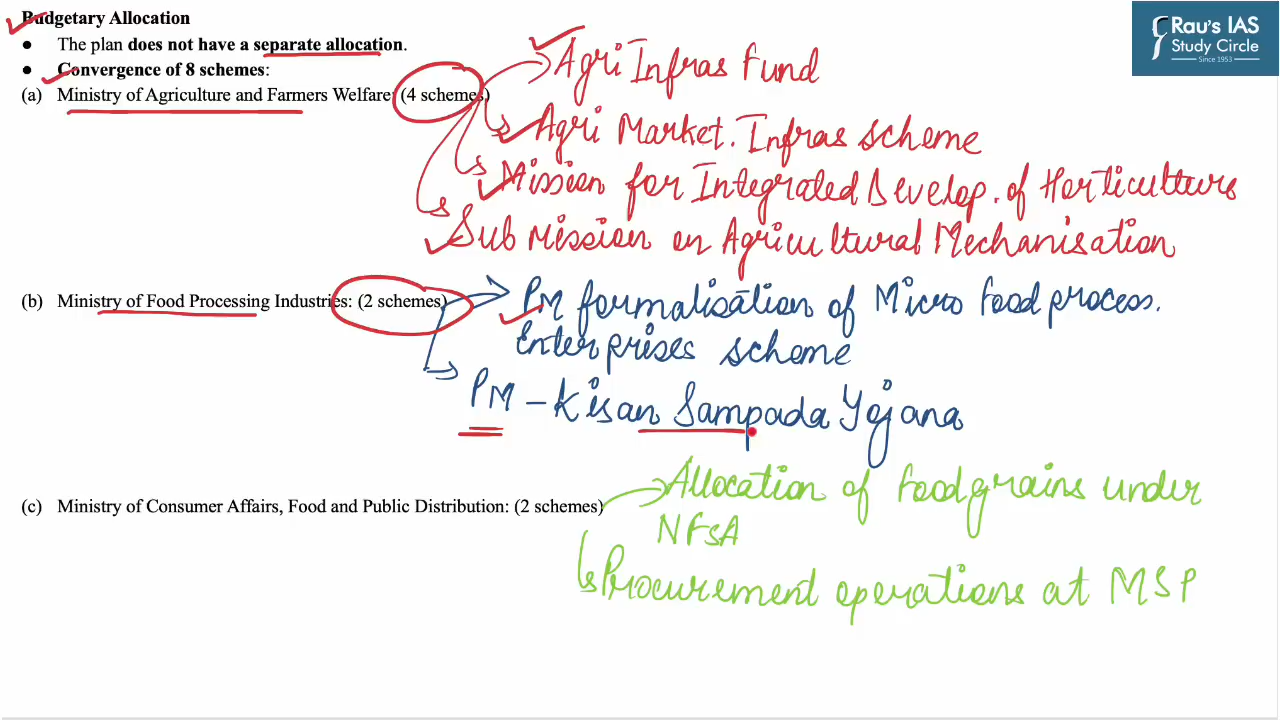 Budgetary Allocation
Rau's IAS
Study Circle
Since 1953
• The plan does not have a separate allocation.
• Convergence of 8 schemes:
Agri Infras Fund
(a) Ministry of Agriculture and Farmers Welfare: (4 schemes)
Agri Market. Infras scheme
Mission for Integrated Develop. of Horticulture
Sub Mission on Agricultural Mechanisation
(b) Ministry of Food Processing Industries: (2 schemes)
PM formalisation of Micro food process.
Enterprises scheme
PM - Kisan Sampada Yojana
Allocation of foodgrains under
NFSA
(c) Ministry of Consumer Affairs, Food and Public Distribution: (2 schemes)
Procurement operations at MSP